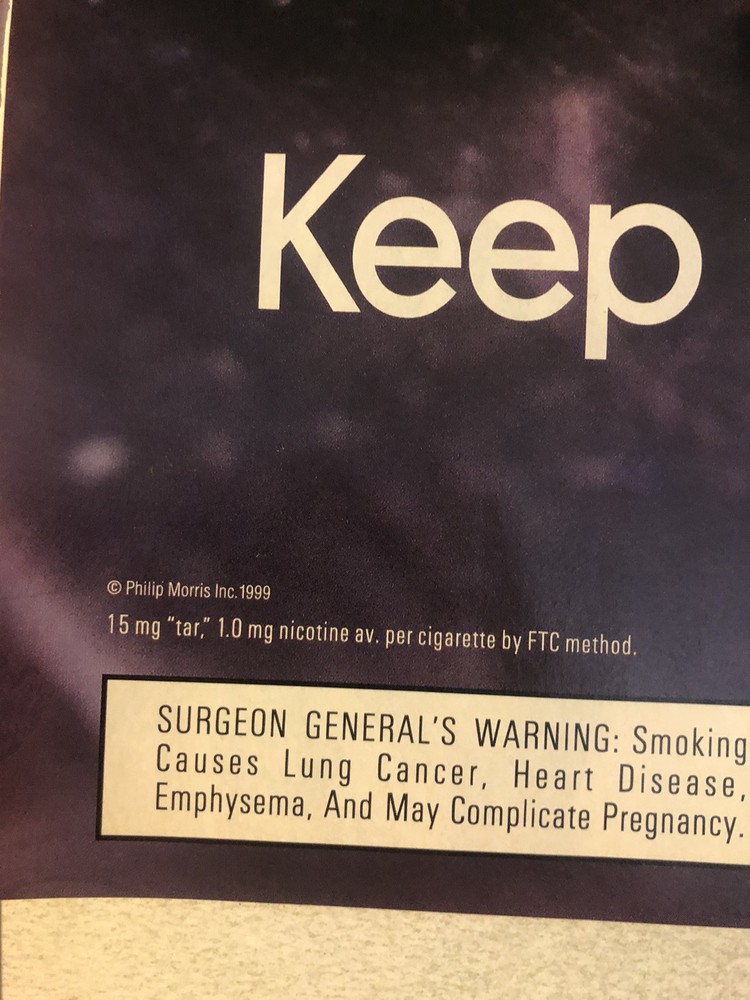 Keep
© Philip Morris Inc.1999
15 mg “tar,” 1.0 mg nicotine av. per cigarette by FTC method.
SURGEON GENERAL’S WARNING: Smoking
Causes Lung Cancer, Heart Disease,
Emphysema, And May Complicate Pregnancy.